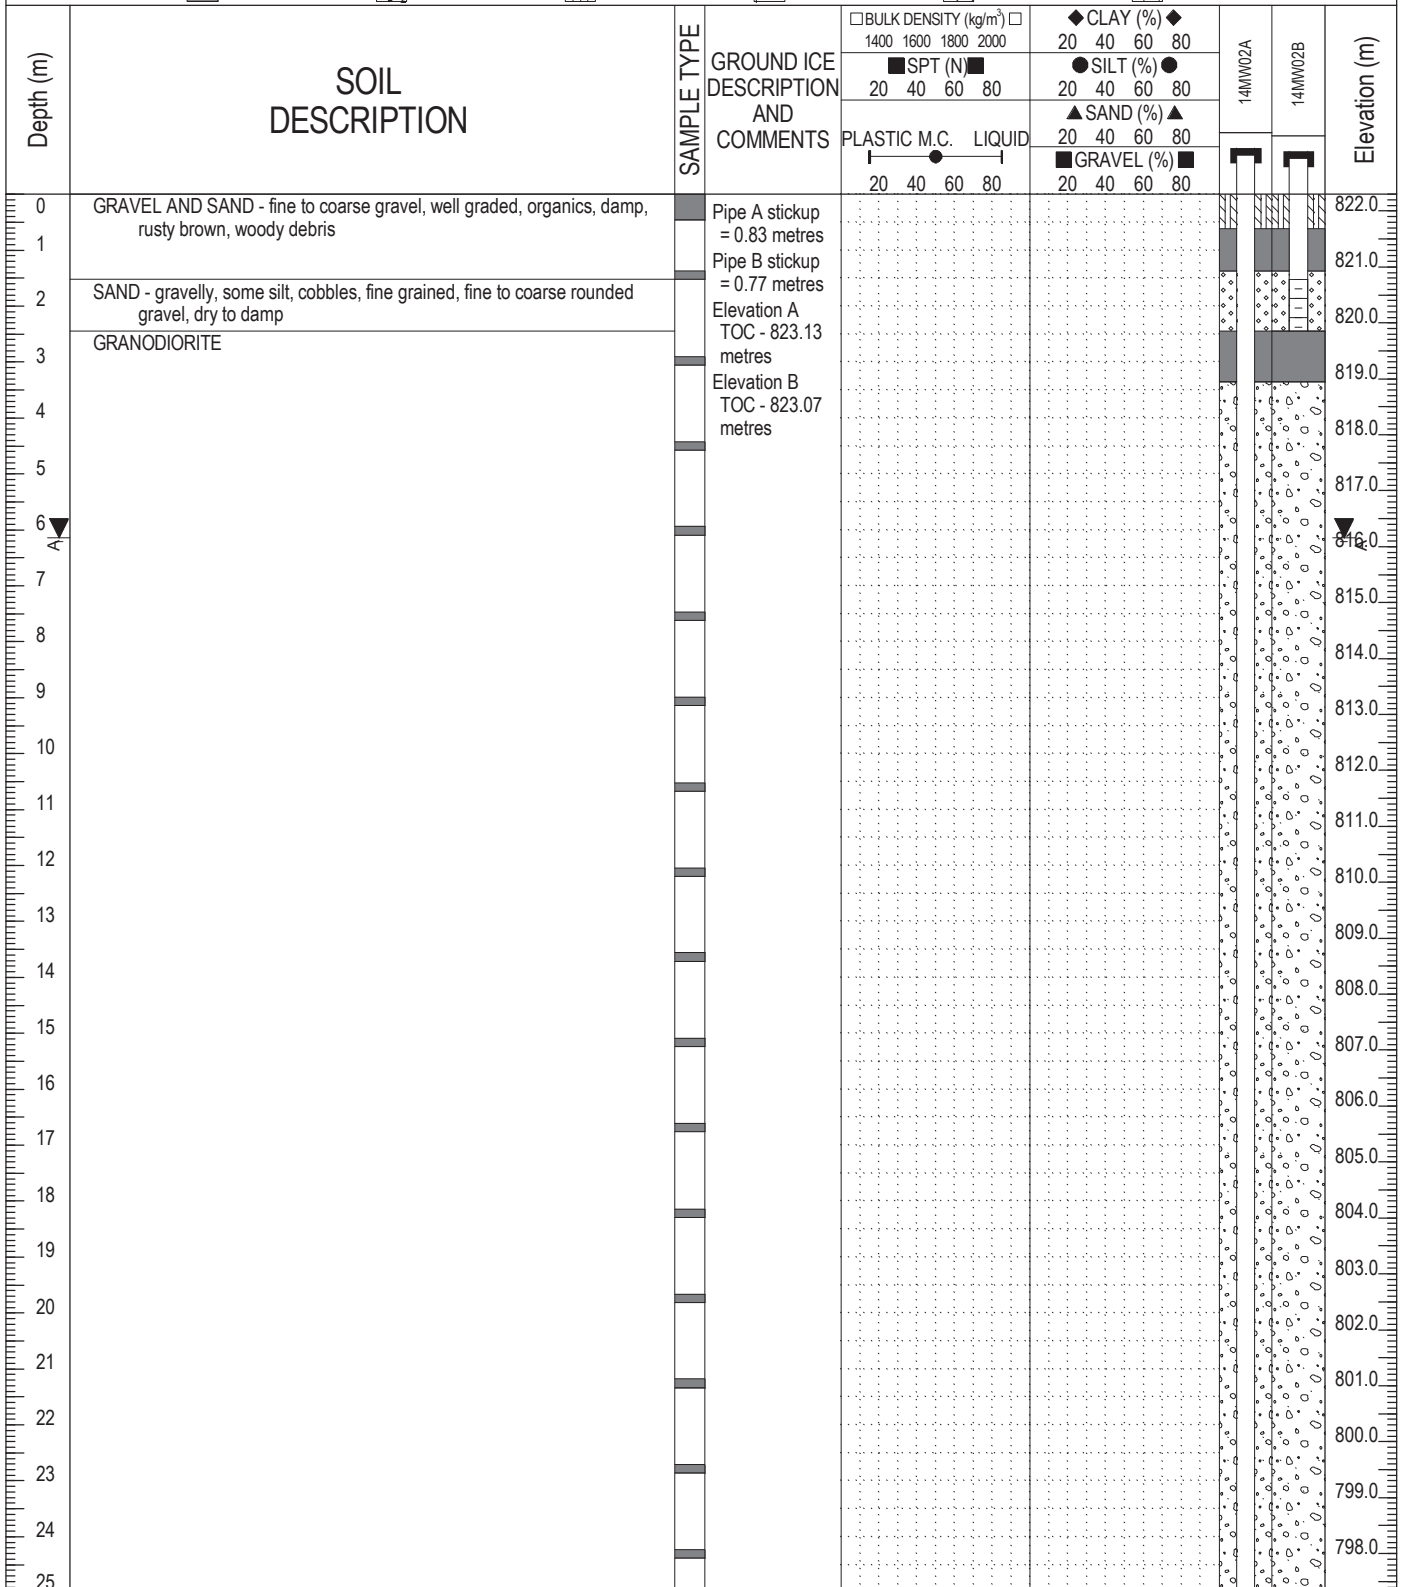 Depth (m)
SOIL
DESCRIPTION
SAMPLE TYPE
GROUND ICE
DESCRIPTION
AND
COMMENTS
□ BULK DENSITY (kg/m³) □
1400 1600 1800 2000
■ SPT (N) ■
20 40 60 80
PLASTIC M.C. LIQUID
20 40 60 80
◆ CLAY (%) ◆
20 40 60 80
● SILT (%) ●
20 40 60 80
▲ SAND (%) ▲
20 40 60 80
■ GRAVEL (%) ■
20 40 60 80
14MW02A
14MW02B
Elevation (m)
0
1
2
3
4
5
6
A
7
8
9
10
11
12
13
14
15
16
17
18
19
20
21
22
23
24
25
GRAVEL AND SAND - fine to coarse gravel, well graded, organics, damp,
rusty brown, woody debris
SAND - gravelly, some silt, cobbles, fine grained, fine to coarse rounded
gravel, dry to damp
GRANODIORITE
Pipe A stickup
= 0.83 metres
Pipe B stickup
= 0.77 metres
Elevation A
TOC - 823.13
metres
Elevation B
TOC - 823.07
metres
822.0
821.0
820.0
819.0
818.0
817.0
816.0
A
815.0
814.0
813.0
812.0
811.0
810.0
809.0
808.0
807.0
806.0
805.0
804.0
803.0
802.0
801.0
800.0
799.0
798.0